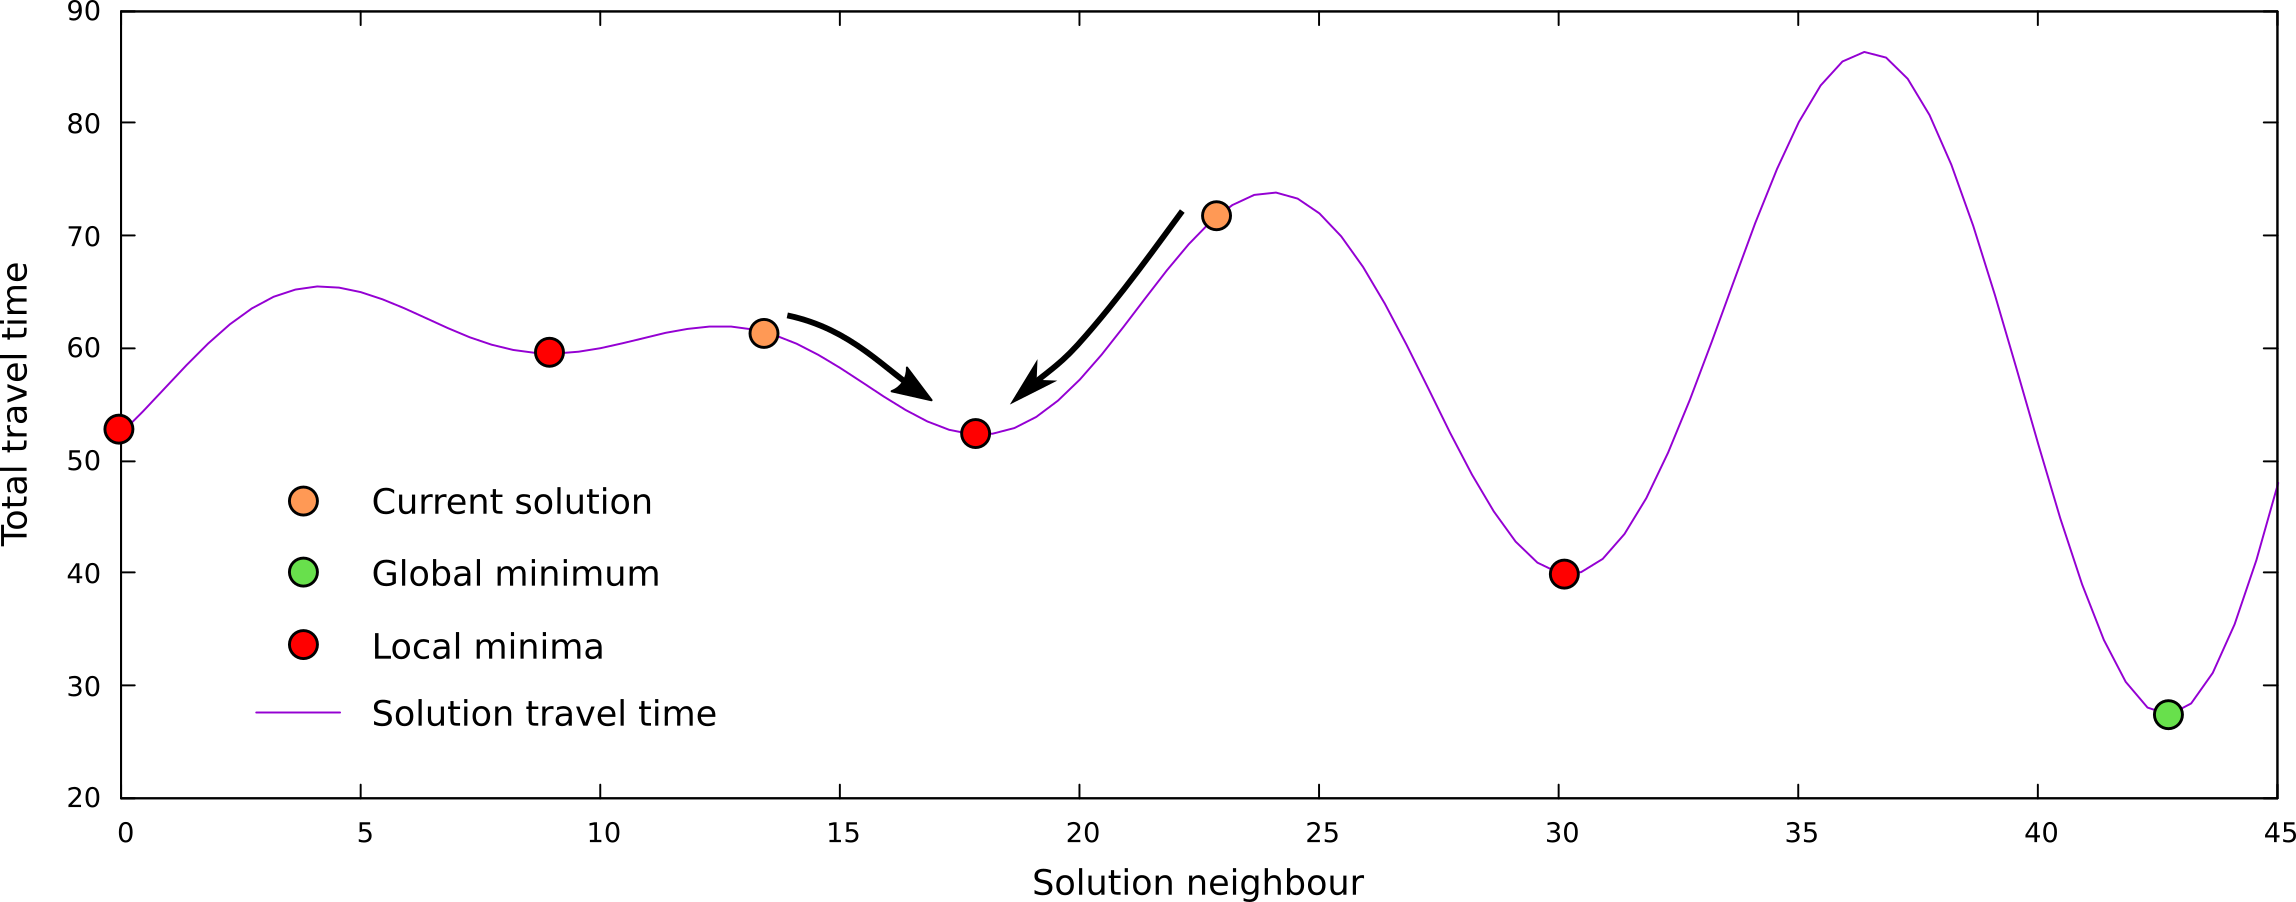 90
80
70
60
50
40
30
20
Total travel time
Current solution
Global minimum
Local minima
Solution travel time
0 5 10 15 20 25 30 35 40 45
Solution neighbour